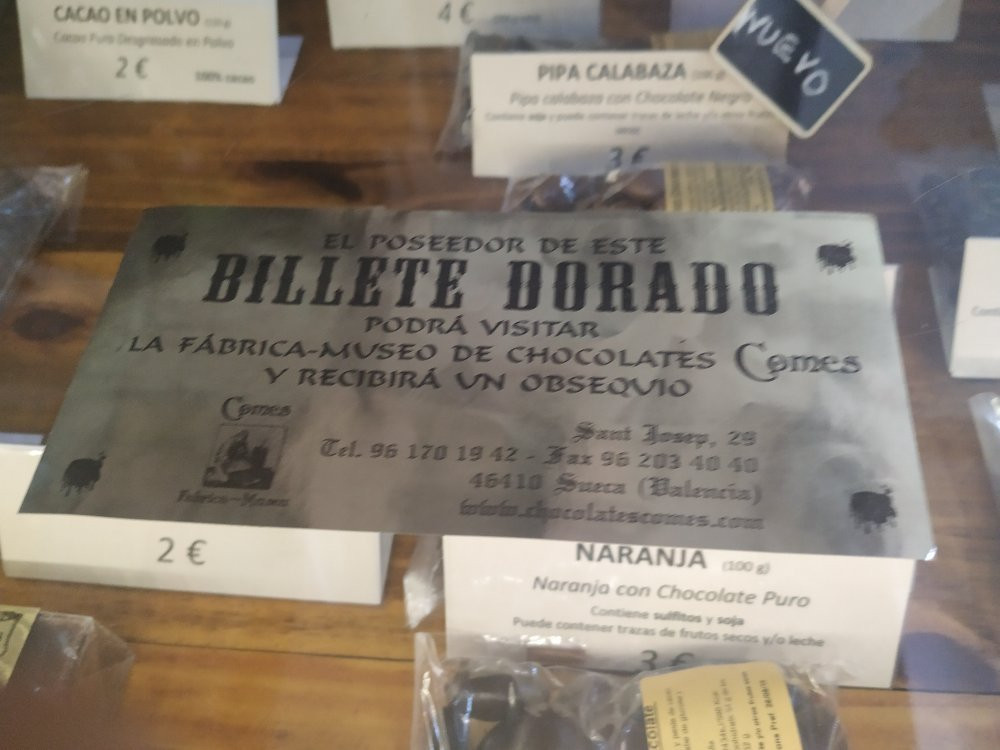 CACAO EN POLVO
Cacao Puro Desgrasado en Polvo
2 €
100% cacao
4 €
NUEVO
PIPA CALABAZA
Pipa calabaza con Chocolate Negro
3 €
EL POSEEDOR DE ESTE
BILLETE DORADO
PODRÁ VISITAR
LA FÁBRICA-MUSEO DE CHOCOLATES Comes
Y RECIBIRÁ UN OBSEQUIO
Comes
Fábrica-Museo
Sant Josep, 29
Tel. 96 170 19 42 - Fax 96 203 40 40
46410 Sueca (Valencia)
www.chocolatescomes.com
2 €
NARANJA (100 g)
Naranja con Chocolate Puro
Contiene sulfitos y soja
Puede contener trazas de frutos secos y/o leche
3 €